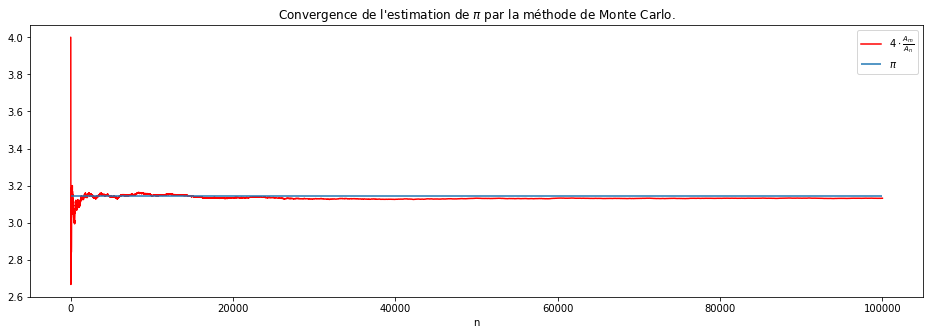 Convergence de l'estimation de π par la méthode de Monte Carlo.
4.0
3.8
3.6
3.4
3.2
3.0
2.8
2.6
0 20000 40000 60000 80000 100000
n
4 · A_m/A_n
π